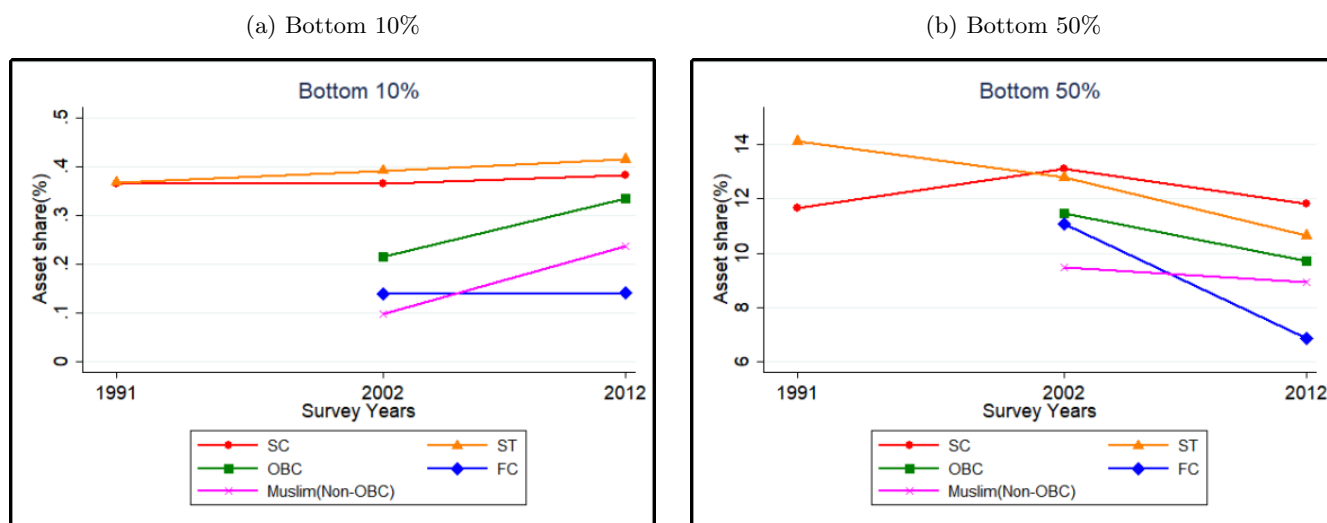 (a) Bottom 10%
Bottom 10%
Asset share(%)
.5
.4
.3
.2
.1
0
1991 2002 2012
Survey Years
SC ST
OBC FC
Muslim(Non-OBC)
(b) Bottom 50%
Bottom 50%
Asset share(%)
14
12
10
8
6
1991 2002 2012
Survey Years
SC ST
OBC FC
Muslim(Non-OBC)